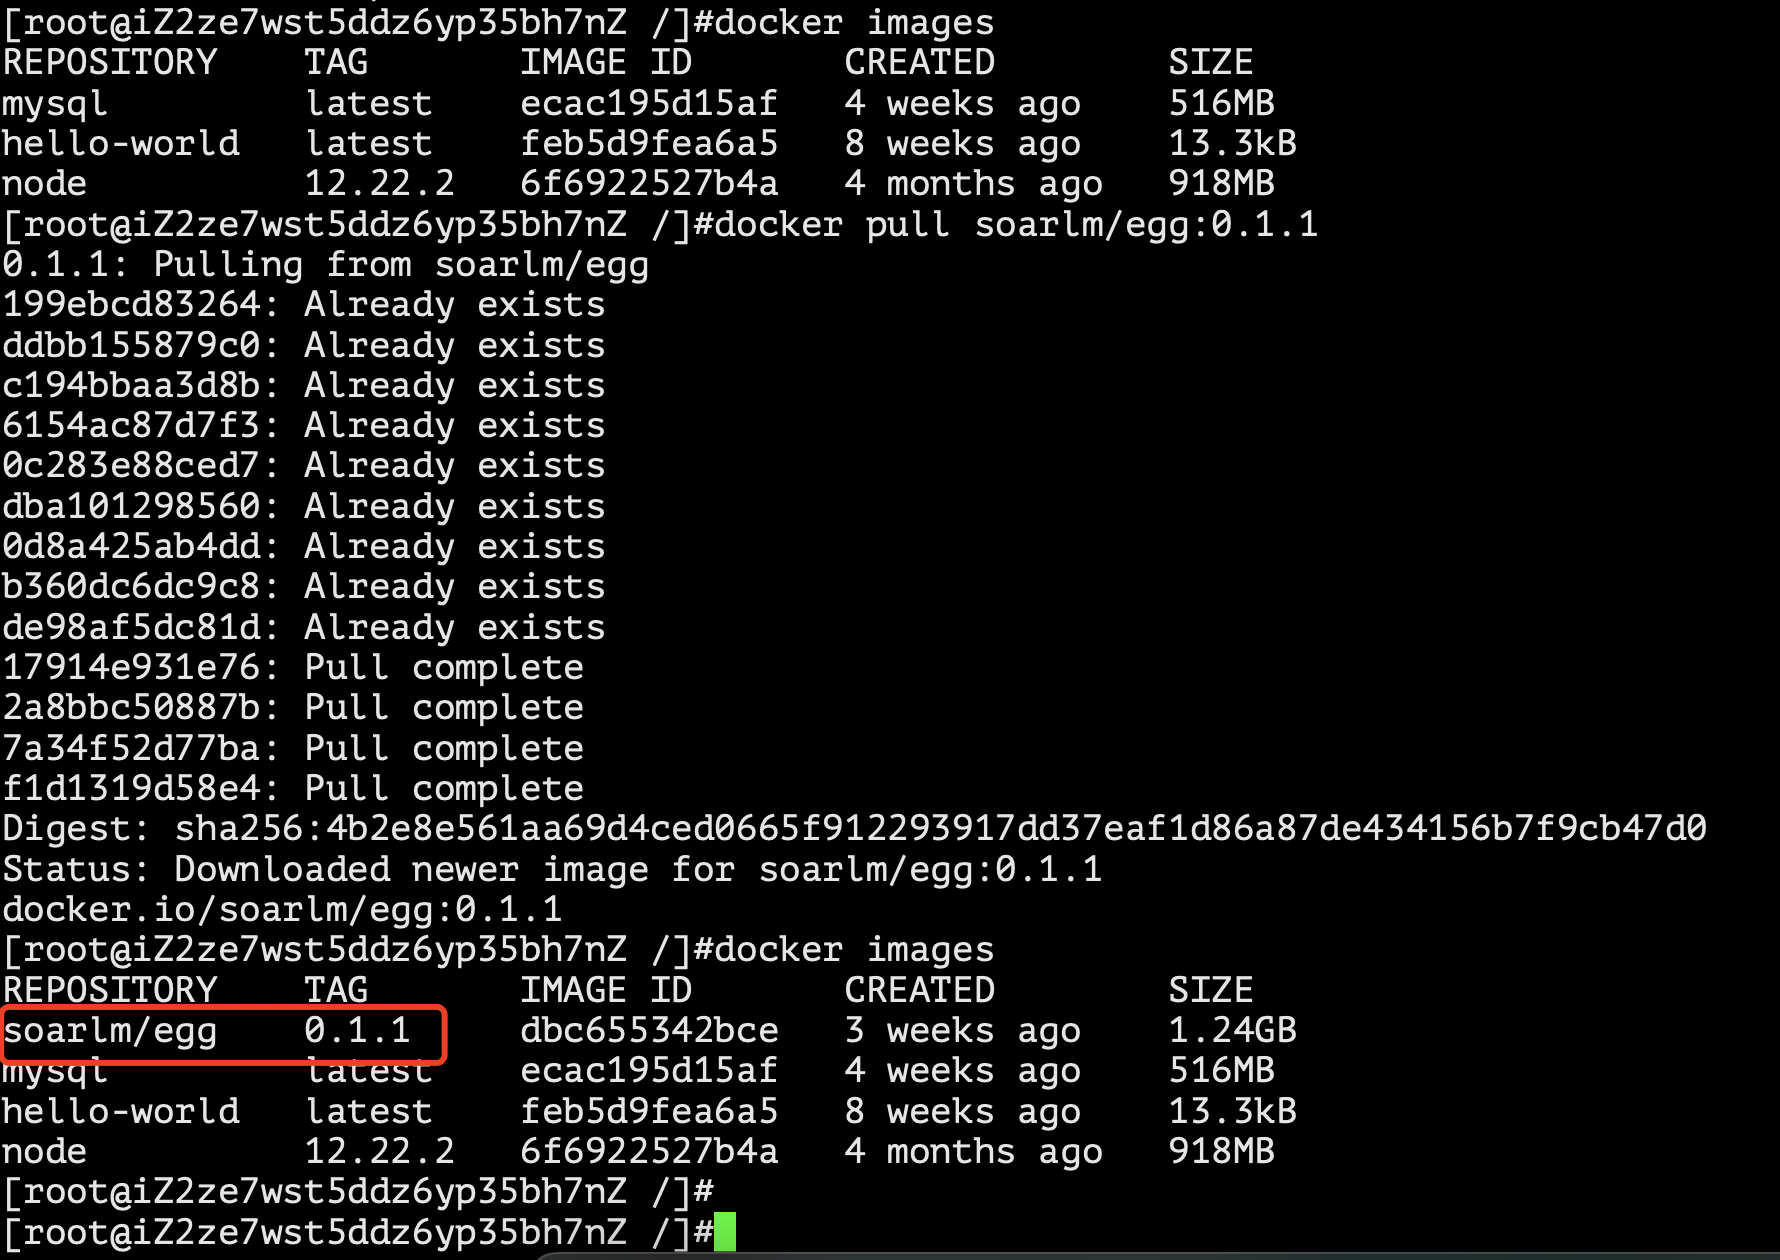 [root@iZ2ze7wst5ddz6yp35bh7nZ /]#docker images
REPOSITORY    TAG       IMAGE ID       CREATED        SIZE
mysql         latest    ecac195d15af   4 weeks ago    516MB
hello-world   latest    feb5d9fea6a5   8 weeks ago    13.3kB
node          12.22.2   6f6922527b4a   4 months ago   918MB
[root@iZ2ze7wst5ddz6yp35bh7nZ /]#docker pull soarlm/egg:0.1.1
0.1.1: Pulling from soarlm/egg
199ebcd83264: Already exists
ddbb155879c0: Already exists
c194bbaa3d8b: Already exists
6154ac87d7f3: Already exists
0c283e88ced7: Already exists
dba101298560: Already exists
0d8a425ab4dd: Already exists
b360dc6dc9c8: Already exists
de98af5dc81d: Already exists
17914e931e76: Pull complete
2a8bbc50887b: Pull complete
7a34f52d77ba: Pull complete
f1d1319d58e4: Pull complete
Digest: sha256:4b2e8e561aa69d4ced0665f912293917dd37eaf1d86a87de434156b7f9cb47d0
Status: Downloaded newer image for soarlm/egg:0.1.1
docker.io/soarlm/egg:0.1.1
[root@iZ2ze7wst5ddz6yp35bh7nZ /]#docker images
REPOSITORY    TAG       IMAGE ID       CREATED        SIZE
soarlm/egg    0.1.1     dbc655342bce   3 weeks ago    1.24GB
mysql         latest    ecac195d15af   4 weeks ago    516MB
hello-world   latest    feb5d9fea6a5   8 weeks ago    13.3kB
node          12.22.2   6f6922527b4a   4 months ago   918MB
[root@iZ2ze7wst5ddz6yp35bh7nZ /]#
[root@iZ2ze7wst5ddz6yp35bh7nZ /]#